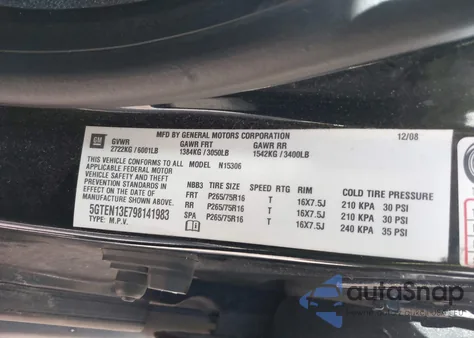 MFD BY GENERAL MOTORS CORPORATION 12/08
GM GVWR GAWR FRT GAWR RR
2722KG / 6001LB 1384KG / 3050LB 1542KG / 3400LB
THIS VEHICLE CONFORMS TO ALL MODEL N15306
APPLICABLE FEDERAL MOTOR
VEHICLE SAFETY AND THEFT
PREVENTION STANDARDS IN
EFFECT ON THE DATE OF
MANUFACTURE SHOWN ABOVE.
5GTEN13E798141983
TYPE: M.P.V.
NBB3 TIRE SIZE SPEED RTG RIM COLD TIRE PRESSURE
FRT P265/75R16 T 16X7.5J 210 KPA 30 PSI
RR P265/75R16 T 16X7.5J 210 KPA 30 PSI
SPA P265/75R16 T 16X7.5J 240 KPA 35 PSI
autoSnap